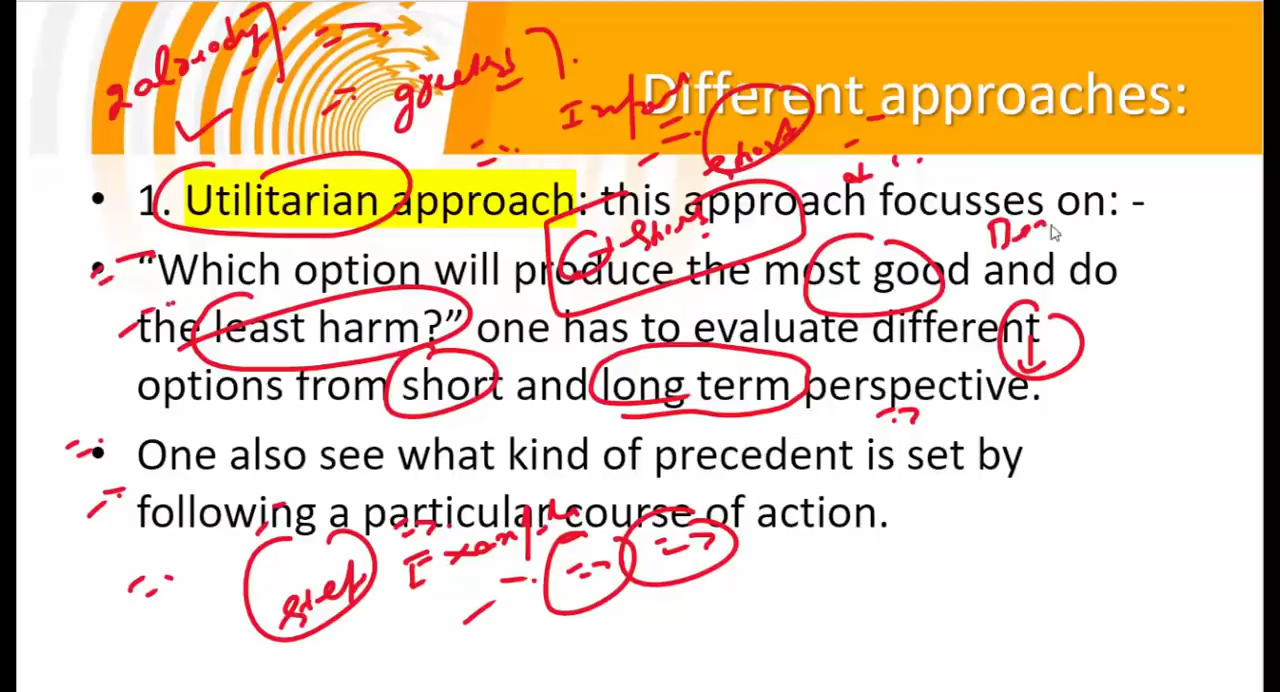 Different approaches:
• 1. Utilitarian approach: this approach focusses on: -
• “Which option will produce the most good and do
the least harm?” one has to evaluate different
options from short and long term perspective.
• One also see what kind of precedent is set by
following a particular course of action.